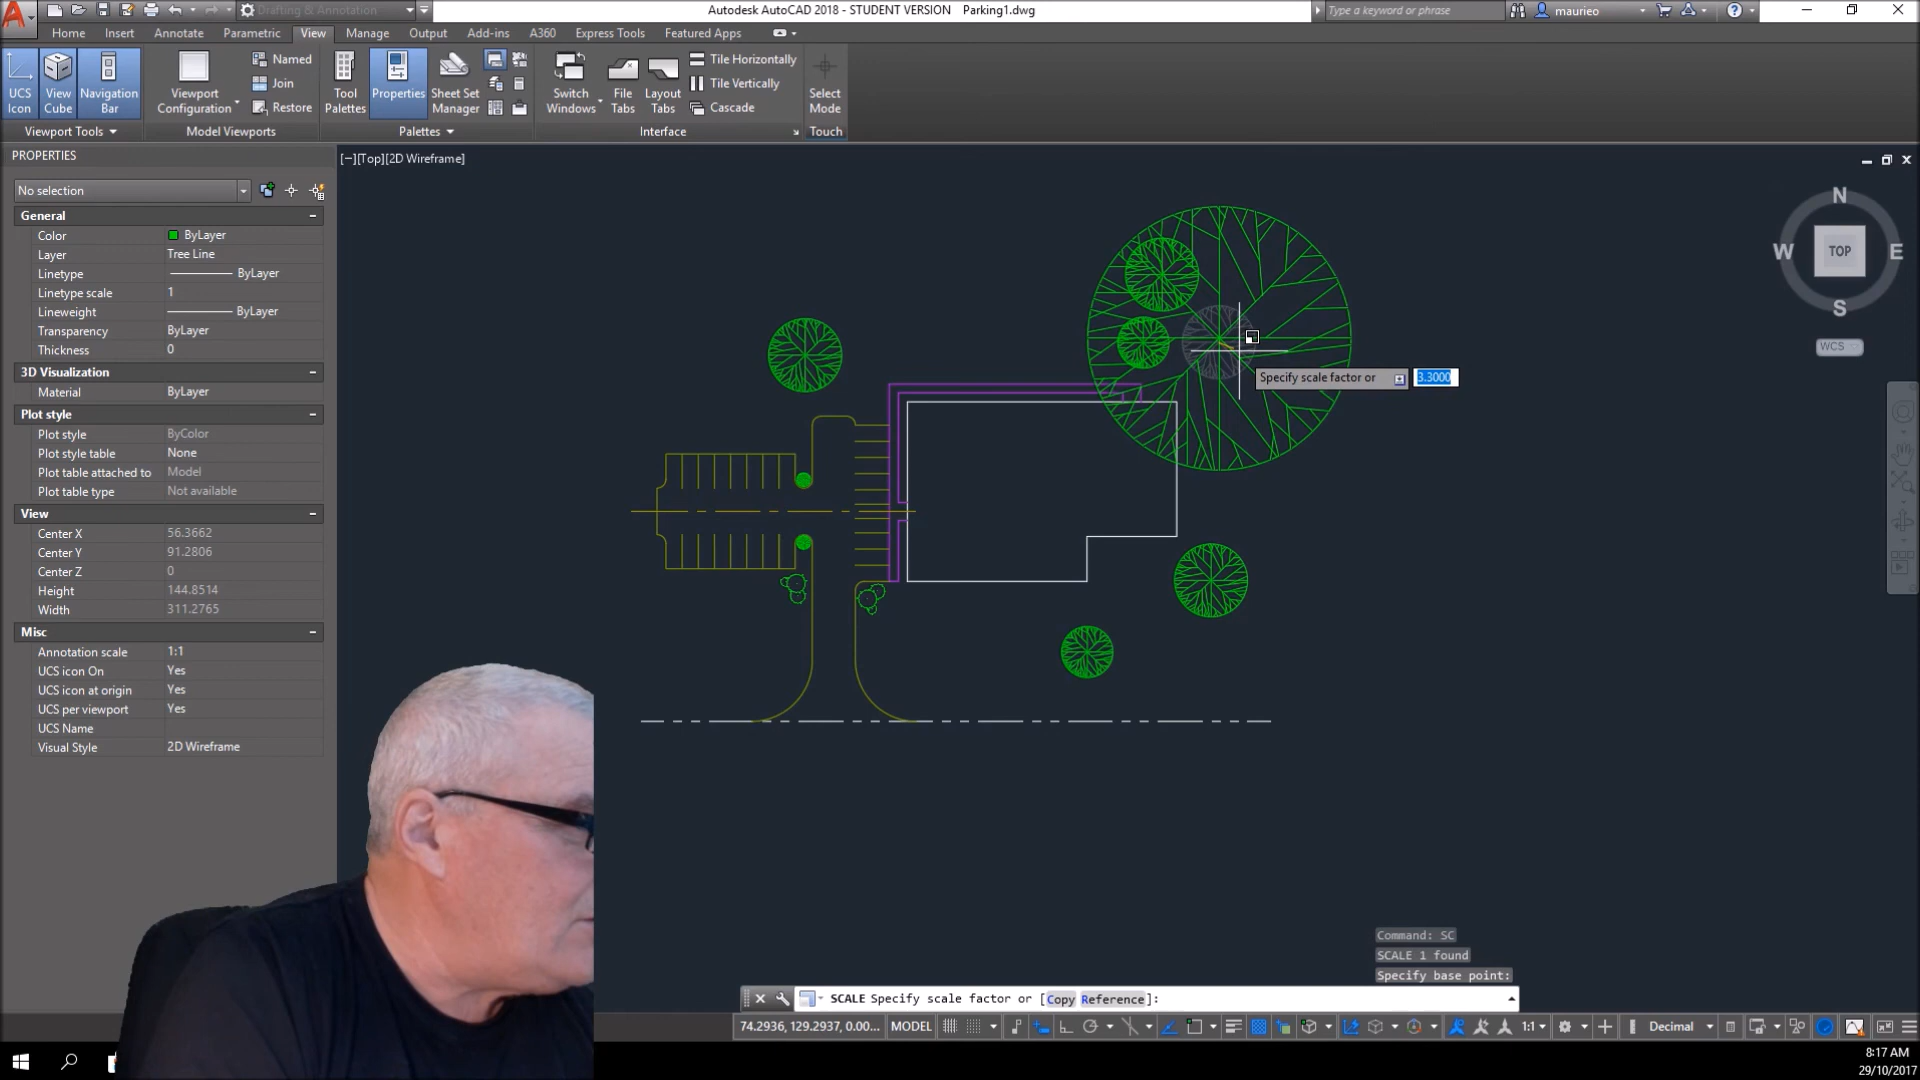 Drafting & Annotation
Autodesk AutoCAD 2018 - STUDENT VERSION Parking1.dwg
Type a keyword or phrase
maurieo
Home Insert Annotate Parametric View Manage Output Add-ins A360 Express Tools Featured Apps
UCS Icon
View Cube
Navigation Bar
Viewport Configuration
Named
Join
Restore
Tool Palettes
Properties
Sheet Set Manager
Switch Windows
File Tabs
Layout Tabs
Tile Horizontally
Tile Vertically
Cascade
Select Mode
Viewport Tools
Model Viewports
Palettes
Interface
Touch
PROPERTIES
[−][Top][2D Wireframe]
No selection
General
Color ByLayer
Layer Tree Line
Linetype ByLayer
Linetype scale 1
Lineweight ByLayer
Transparency ByLayer
Thickness 0
3D Visualization
Material ByLayer
Plot style
Plot style ByColor
Plot style table None
Plot table attached to Model
Plot table type Not available
View
Center X 56.3662
Center Y 91.2806
Center Z 0
Height 144.8514
Width 311.2765
Misc
Annotation scale 1:1
UCS icon On Yes
UCS icon at origin Yes
UCS per viewport Yes
UCS Name
Visual Style 2D Wireframe
N
W TOP E
S
WCS
Specify scale factor or 3.3000
Command: SC
SCALE 1 found
Specify base point:
SCALE Specify scale factor or [Copy Reference]:
74.2936, 129.2937, 0.00... MODEL 1:1 Decimal
8:17 AM
29/10/2017